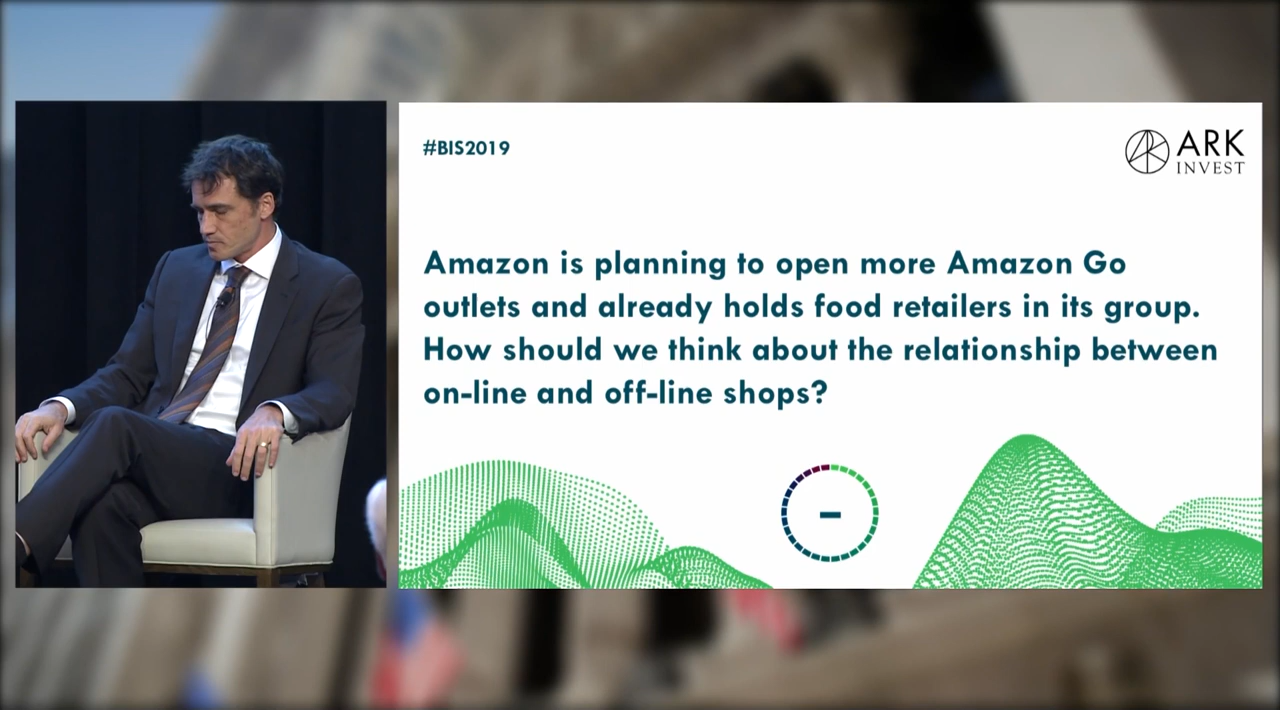 #BIS2019
ARK
INVEST
Amazon is planning to open more Amazon Go
outlets and already holds food retailers in its group.
How should we think about the relationship between
on-line and off-line shops?
-